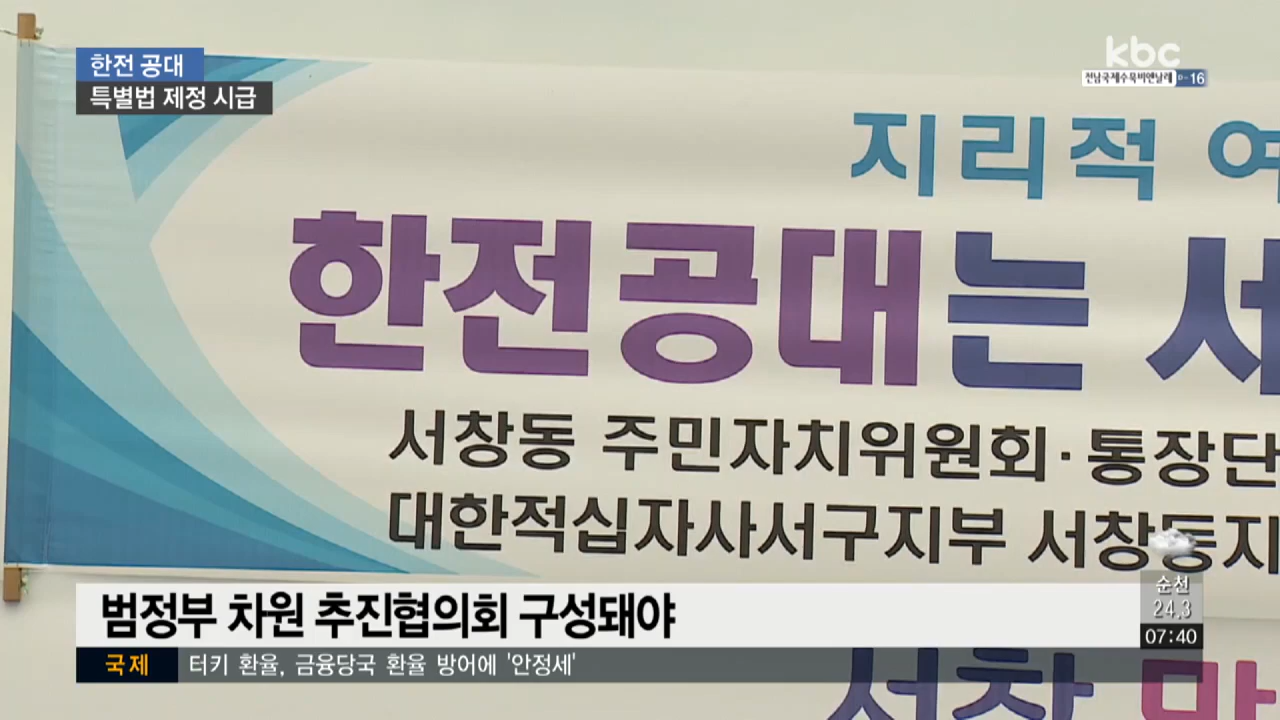 한전 공대
특별법 제정 시급
kbc
전남국제수묵비엔날레 D-16
지리적 여
한전공대는 서
서창동 주민자치위원회·통장단
대한적십자사서구지부 서창동지
범정부 차원 추진협의회 구성돼야
순천
24.3
07:40
국제 터키 환율, 금융당국 환율 방어에 '안정세'
서창